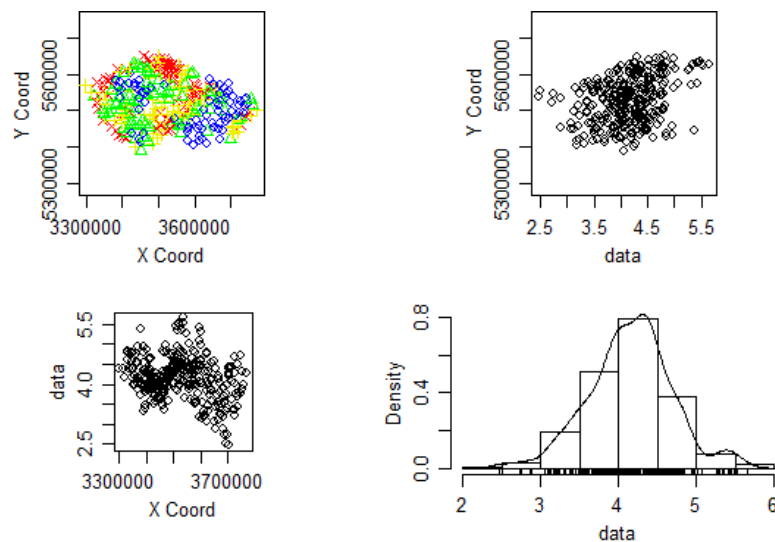 Y Coord
5300000 5600000
3300000 3600000
X Coord
Y Coord
5300000 5600000
2.5 3.5 4.5 5.5
data
data
2.5 4.0 5.5
3300000 3700000
X Coord
Density
0.0 0.4 0.8
2 3 4 5 6
data